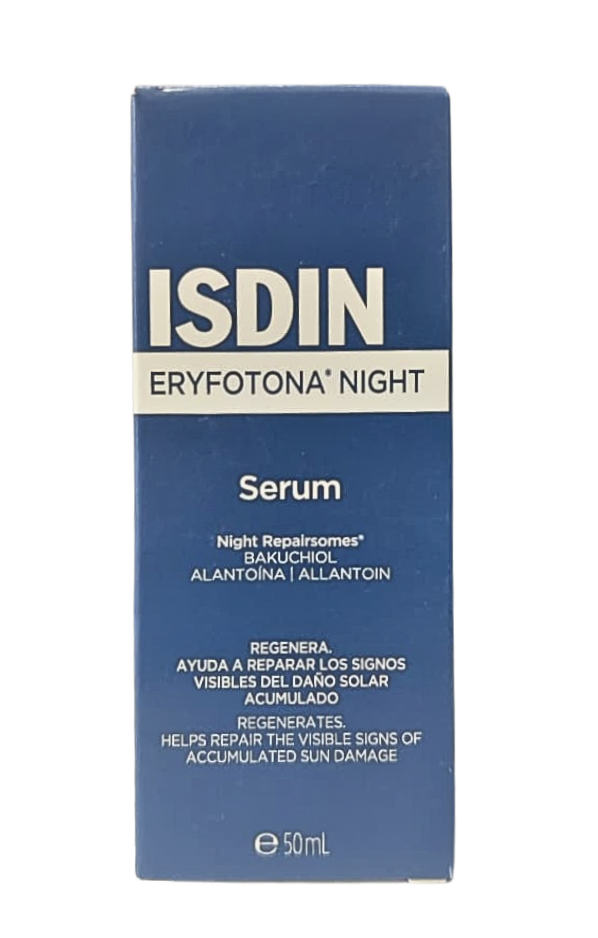 ISDIN
ERYFOTONA® NIGHT
Serum
Night Repairsomes®
BAKUCHIOL
ALANTOÍNA | ALLANTOIN
REGENERA.
AYUDA A REPARAR LOS SIGNOS
VISIBLES DEL DAÑO SOLAR
ACUMULADO
REGENERATES.
HELPS REPAIR THE VISIBLE SIGNS OF
ACCUMULATED SUN DAMAGE
℮ 50mL